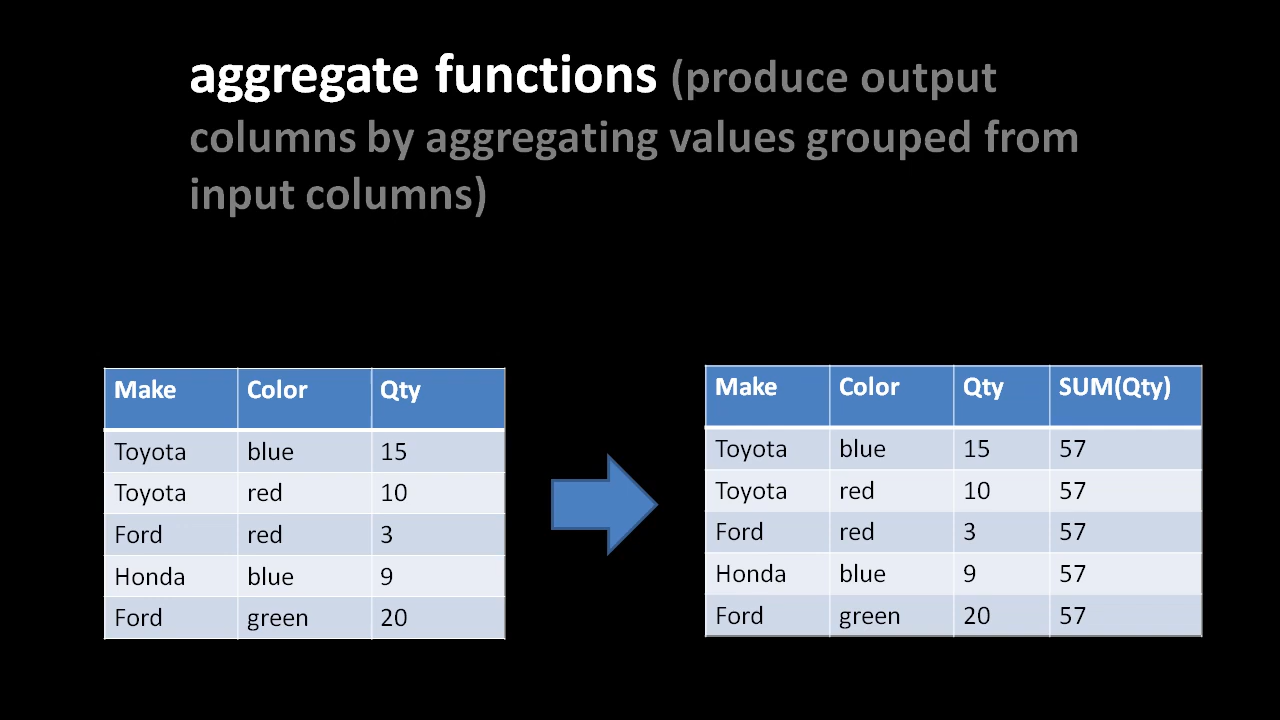 aggregate functions (produce output
columns by aggregating values grouped from
input columns)
Make Color Qty
Toyota blue 15
Toyota red 10
Ford red 3
Honda blue 9
Ford green 20
Make Color Qty SUM(Qty)
Toyota blue 15 57
Toyota red 10 57
Ford red 3 57
Honda blue 9 57
Ford green 20 57